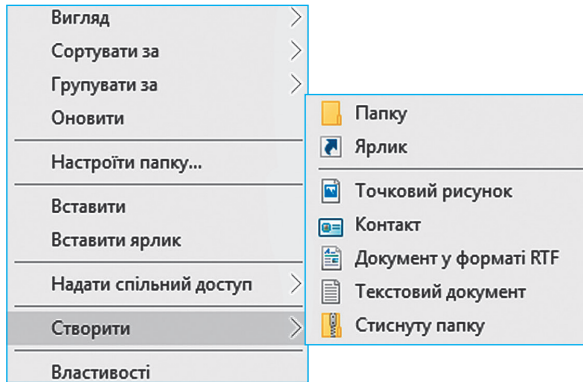 Вигляд
Сортувати за
Групувати за
Оновити
Настроїти папку...
Вставити
Вставити ярлик
Надати спільний доступ
Створити
Властивості
Папку
Ярлик
Точковий рисунок
Контакт
Документ у форматі RTF
Текстовий документ
Стиснуту папку